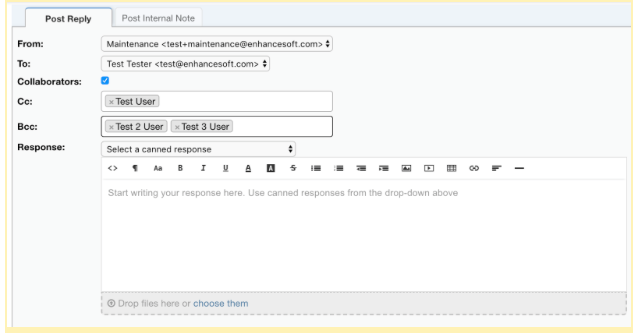 Post Reply Post Internal Note
From: Maintenance <test+maintenance@enhancesoft.com>
To: Test Tester <test@enhancesoft.com>
Collaborators:
Cc: ×Test User
Bcc: ×Test 2 User ×Test 3 User
Response: Select a canned response
<> ¶ Aa B I U A A S
Start writing your response here. Use canned responses from the drop-down above
Drop files here or choose them